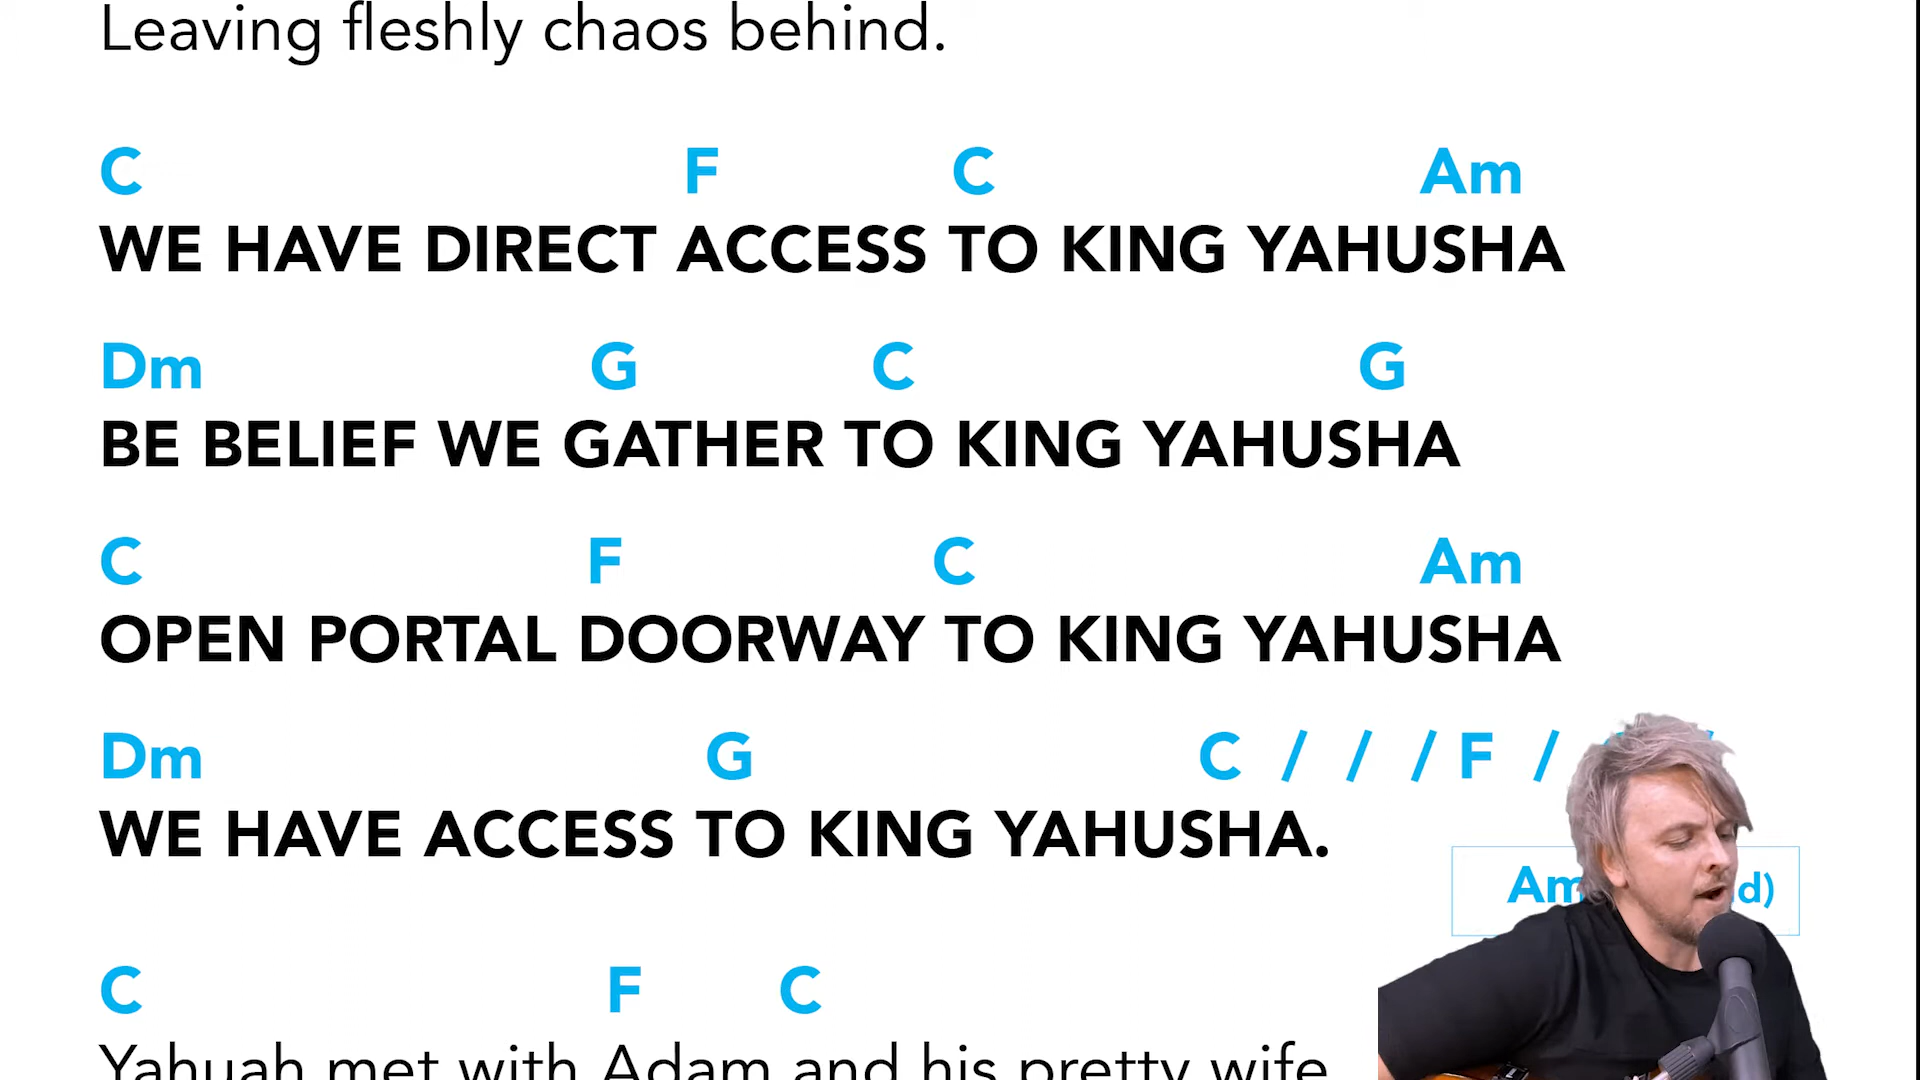 Leaving fleshly chaos behind.
C F C Am
WE HAVE DIRECT ACCESS TO KING YAHUSHA
Dm G C G
BE BELIEF WE GATHER TO KING YAHUSHA
C F C Am
OPEN PORTAL DOORWAY TO KING YAHUSHA
Dm G C / / / F /
WE HAVE ACCESS TO KING YAHUSHA.
Am d)
C F C
Yahuah met with Adam and his pretty wife